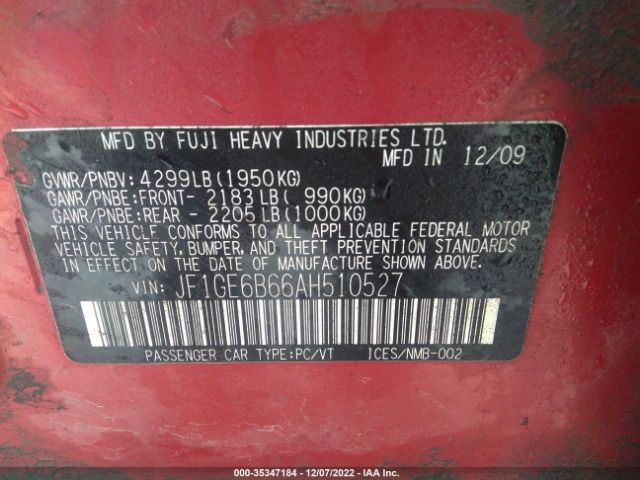 MFD BY FUJI HEAVY INDUSTRIES LTD.
MFD IN 12/09
GVWR/PNBV: 4299LB(1950KG)
GAWR/PNBE:FRONT- 2183LB( 990KG)
GAWR/PNBE:REAR - 2205LB(1000KG)
THIS VEHICLE CONFORMS TO ALL APPLICABLE FEDERAL MOTOR
VEHICLE SAFETY, BUMPER, AND THEFT PREVENTION STANDARDS
IN EFFECT ON THE DATE OF MANUFACTURE SHOWN ABOVE.
VIN: JF1GE6B66AH510527
PASSENGER CAR TYPE:PC/VT ICES/NMB-002
000-35347184 - 12/07/2022 - IAA Inc.